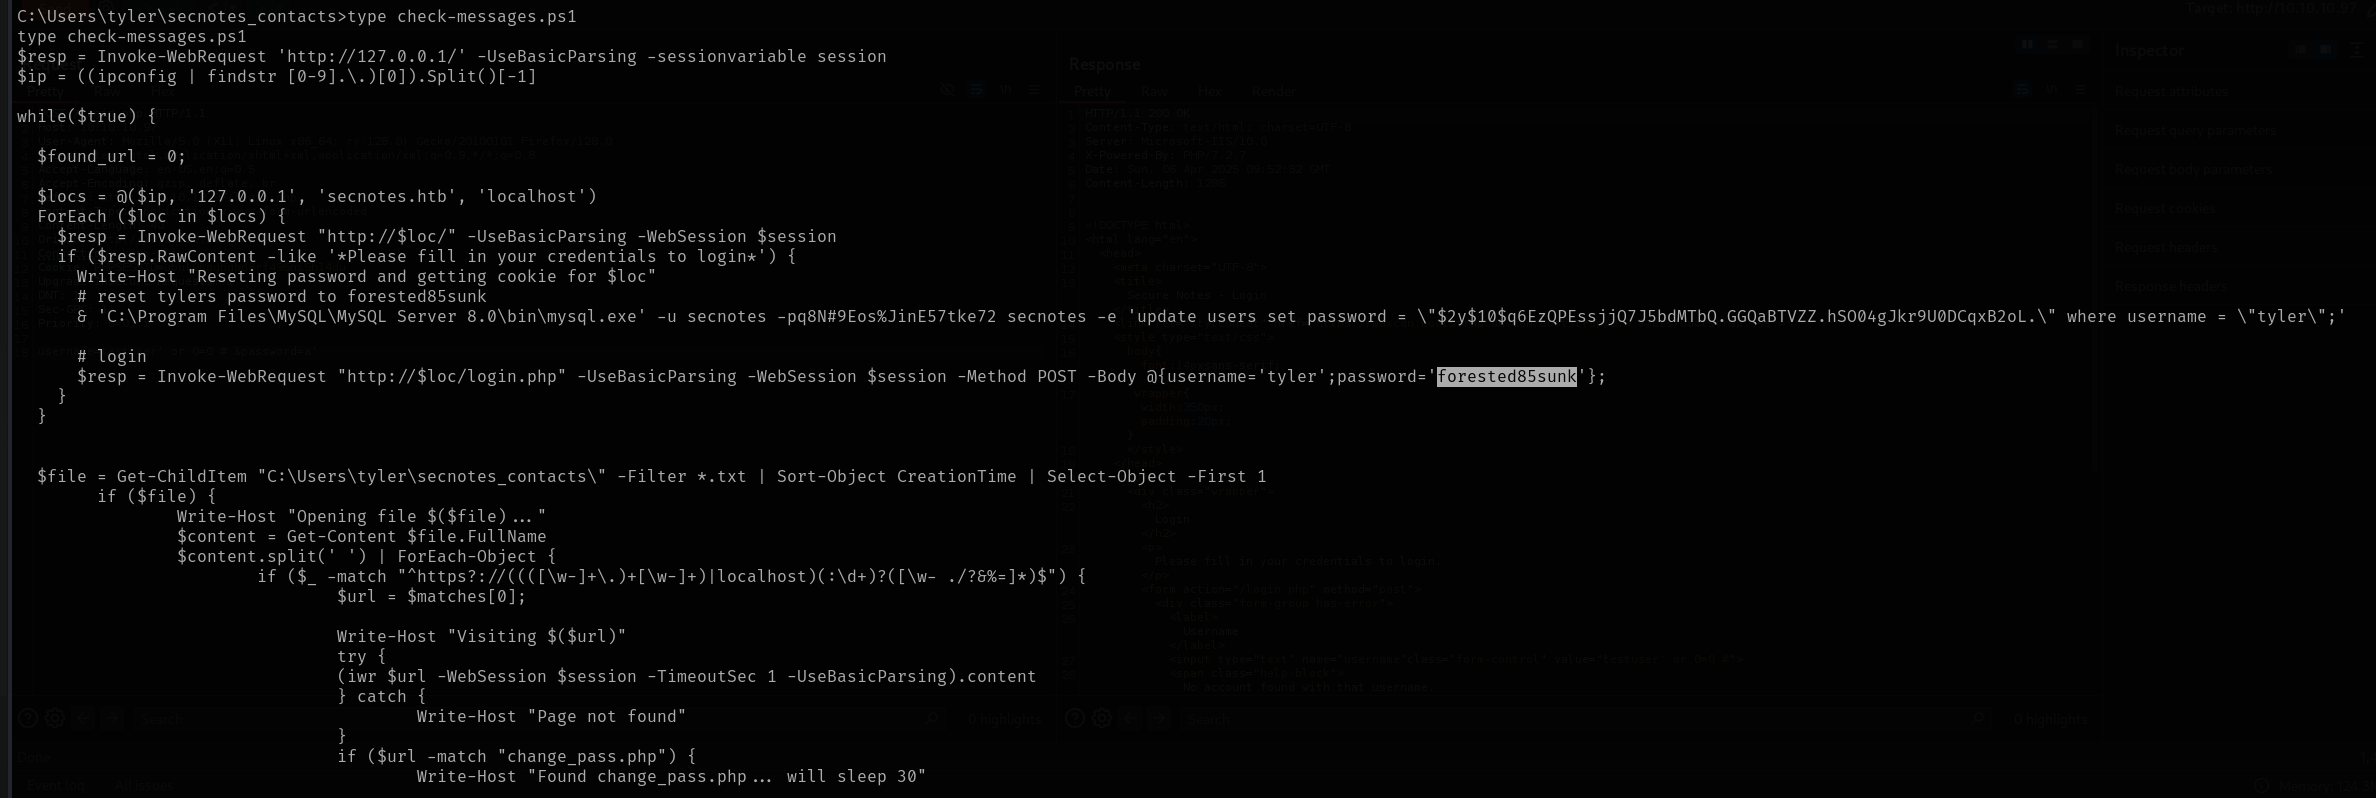 C:\Users\tyler\secnotes_contacts>type check-messages.ps1
type check-messages.ps1
$resp = Invoke-WebRequest 'http://127.0.0.1/' -UseBasicParsing -sessionvariable session
$ip = ((ipconfig | findstr [0-9].\.)[0]).Split()[-1]
while($true) {
$found_url = 0;
$locs = @($ip, '127.0.0.1', 'secnotes.htb', 'localhost')
ForEach ($loc in $locs) {
$resp = Invoke-WebRequest "http://$loc/" -UseBasicParsing -WebSession $session
if ($resp.RawContent -like '*Please fill in your credentials to login*') {
Write-Host "Reseting password and getting cookie for $loc"
# reset tylers password to forested85sunk
& 'C:\Program Files\MySQL\MySQL Server 8.0\bin\mysql.exe' -u secnotes -pq8N#9Eos%JinE57tke72 secnotes -e 'update users set password = \"$2y$10$q6EzQPEssjjQ7J5bdMTbQ.GGQaBTVZZ.hSO04gJkr9U0DCqxB2oL.\" where username = \"tyler\";'
# login
$resp = Invoke-WebRequest "http://$loc/login.php" -UseBasicParsing -WebSession $session -Method POST -Body @{username='tyler';password='forested85sunk'};
}
}
$file = Get-ChildItem "C:\Users\tyler\secnotes_contacts\" -Filter *.txt | Sort-Object CreationTime | Select-Object -First 1
if ($file) {
Write-Host "Opening file $($file)..."
$content = Get-Content $file.FullName
$content.split(' ') | ForEach-Object {
if ($_ -match "^https?://((([\w-]+\.)+[\w-]+)|localhost)(:\d+)?([\w- ./?&%=]*)$") {
$url = $matches[0];
Write-Host "Visiting $($url)"
try {
(iwr $url -WebSession $session -TimeoutSec 1 -UseBasicParsing).content
} catch {
Write-Host "Page not found"
}
if ($url -match "change_pass.php") {
Write-Host "Found change_pass.php... will sleep 30"